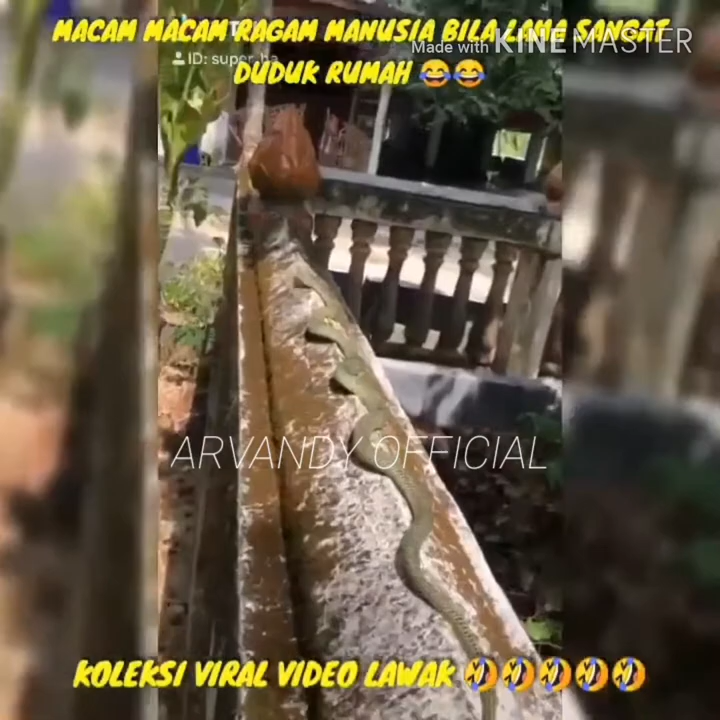 MACAM MACAM RAGAM MANUSIA BILA LAMA SANGAT
Made with KINEMASTER
DUDUK RUMAH 😂😂
ARVANDY OFFICIAL
KOLEKSI VIRAL VIDEO LAWAK 🤣🤣🤣🤣🤣